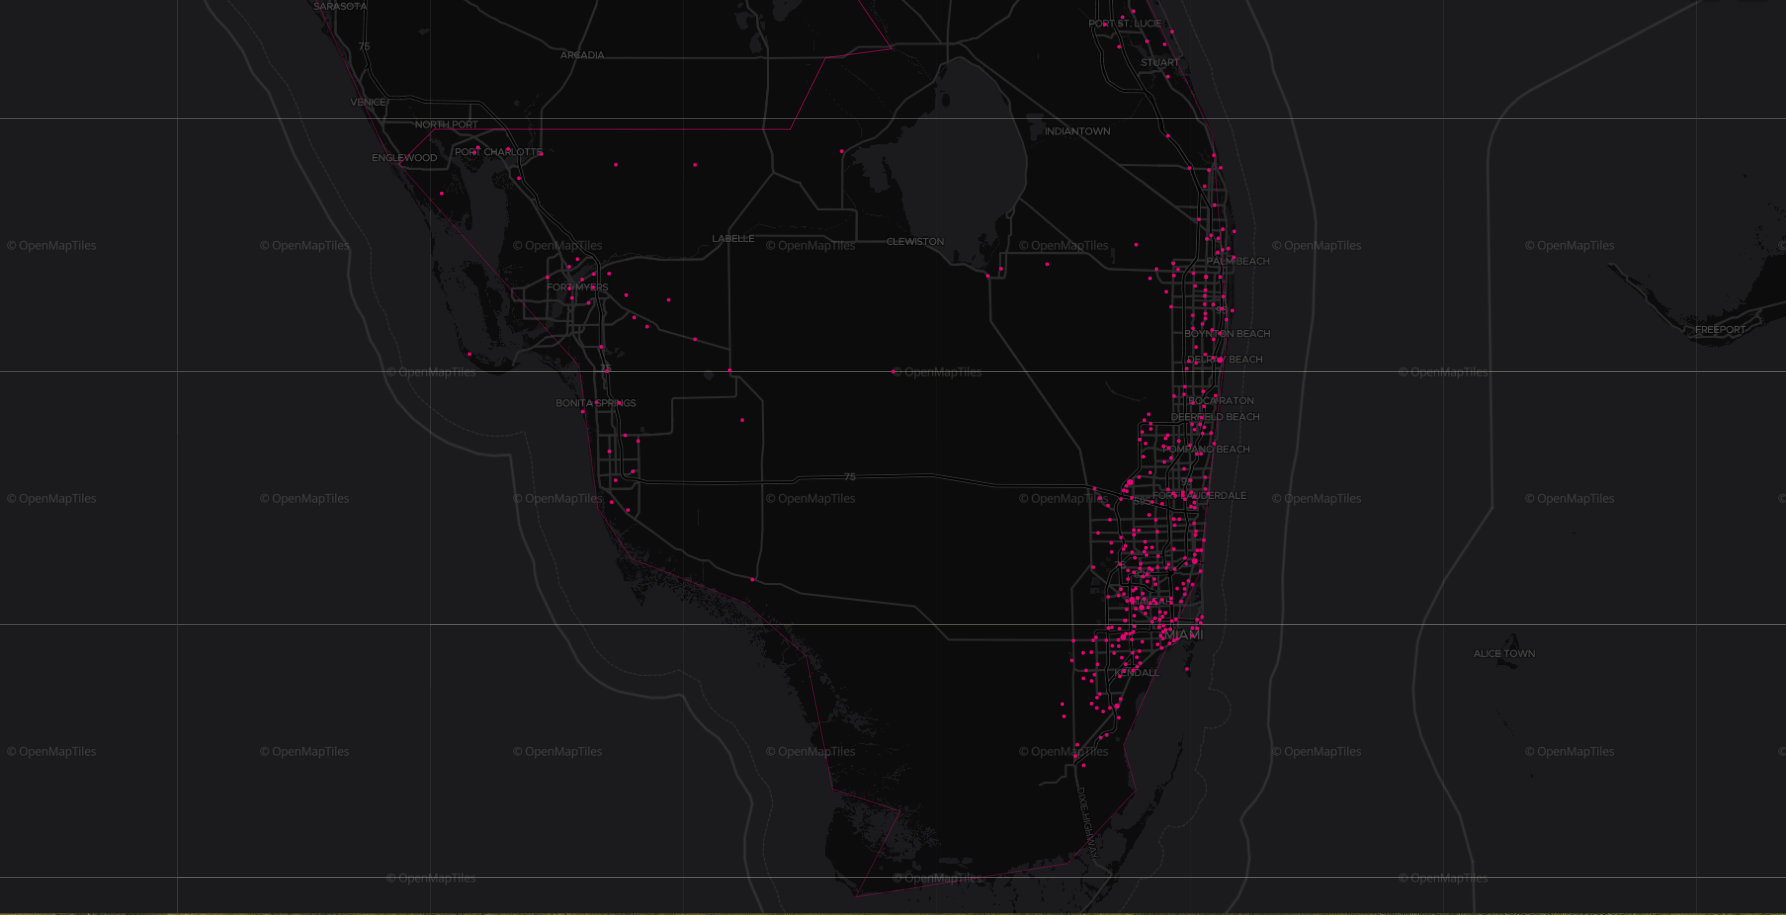 SARASOTA
PORT ST. LUCIE
75
ARCADIA
STUART
VENICE
NORTH PORT
INDIANTOWN
ENGLEWOOD
PORT CHARLOTTE
LABELLE
CLEWISTON
© OpenMapTiles © OpenMapTiles © OpenMapTiles © OpenMapTiles © OpenMapTiles © OpenMapTiles © OpenMapTiles
PALM BEACH
FORT MYERS
FREEPORT
BOYNTON BEACH
DELRAY BEACH
© OpenMapTiles © OpenMapTiles © OpenMapTiles
75
BONITA SPRINGS
BOCA RATON
DEERFIELD BEACH
POMPANO BEACH
75
95
FORT LAUDERDALE
© OpenMapTiles © OpenMapTiles © OpenMapTiles © OpenMapTiles © OpenMapTiles © OpenMapTiles © OpenMapTiles
75
MIAMI
ALICE TOWN
KENDALL
© OpenMapTiles © OpenMapTiles © OpenMapTiles © OpenMapTiles © OpenMapTiles © OpenMapTiles © OpenMapTiles
DIXIE HIGHWAY
© OpenMapTiles © OpenMapTiles © OpenMapTiles